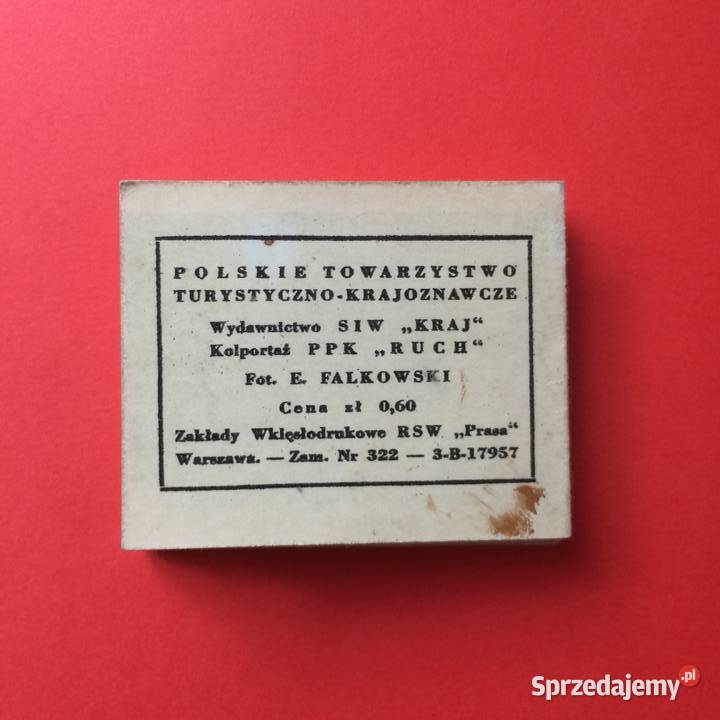 POLSKIE TOWARZYSTWO
TURYSTYCZNO-KRAJOZNAWCZE
Wydawnictwo SIW „KRAJ“
Kolportaż PPK „RUCH“
Fot. E. FALKOWSKI
Cena zł 0,60
Zakłady Wklęsłodrukowe RSW „Prasa“
Warszawa. — Zam. Nr 322 — 3-B-17957
Sprzedajemy.pl